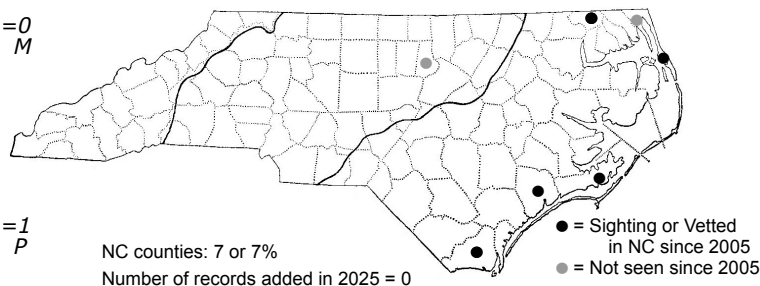 =0
M
=1
P
NC counties: 7 or 7%
Number of records added in 2025 = 0
= Sighting or Vetted
in NC since 2005
= Not seen since 2005